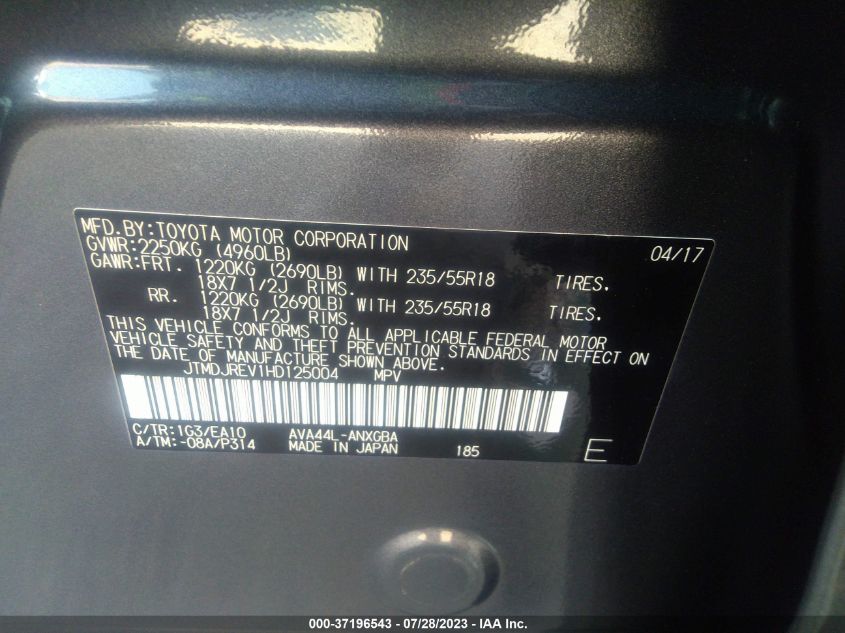 MFD.BY:TOYOTA MOTOR CORPORATION 04/17
GVWR:2250KG (4960LB)
GAWR:FRT. 1220KG (2690LB) WITH 235/55R18 TIRES.
18X7 1/2J RIMS.
RR. 1220KG (2690LB) WITH 235/55R18 TIRES.
18X7 1/2J RIMS.
THIS VEHICLE CONFORMS TO ALL APPLICABLE FEDERAL MOTOR
VEHICLE SAFETY AND THEFT PREVENTION STANDARDS IN EFFECT ON
THE DATE OF MANUFACTURE SHOWN ABOVE.
JTMDJREV1HD125004 MPV
C/TR:1G3/EA10 AVA44L-ANXGBA
A/TM:-08A/P314 MADE IN JAPAN 185 E
000-37196543 - 07/28/2023 - IAA Inc.